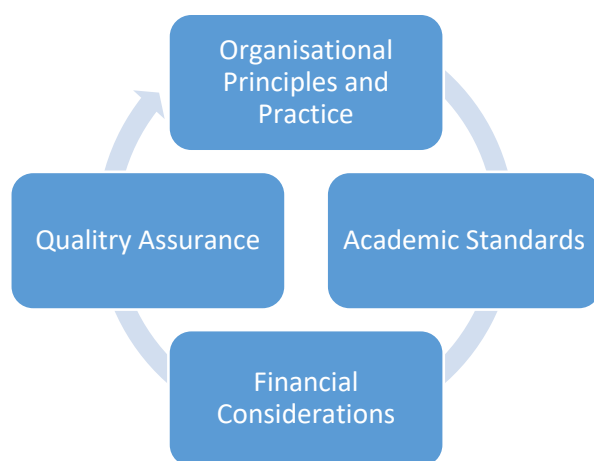 Organisational
Principles and
Practice
Qualitry Assurance
Academic Standards
Financial
Considerations